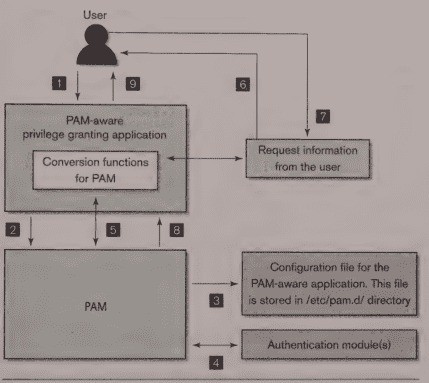 User
1
9
6
7
PAM-aware
privilege granting application
Conversion functions
for PAM
Request information
from the user
2
5
8
PAM
3
Configuration file for the
PAM-aware application. This file
is stored in /etc/pam.d/ directory
4
Authentication module(s)